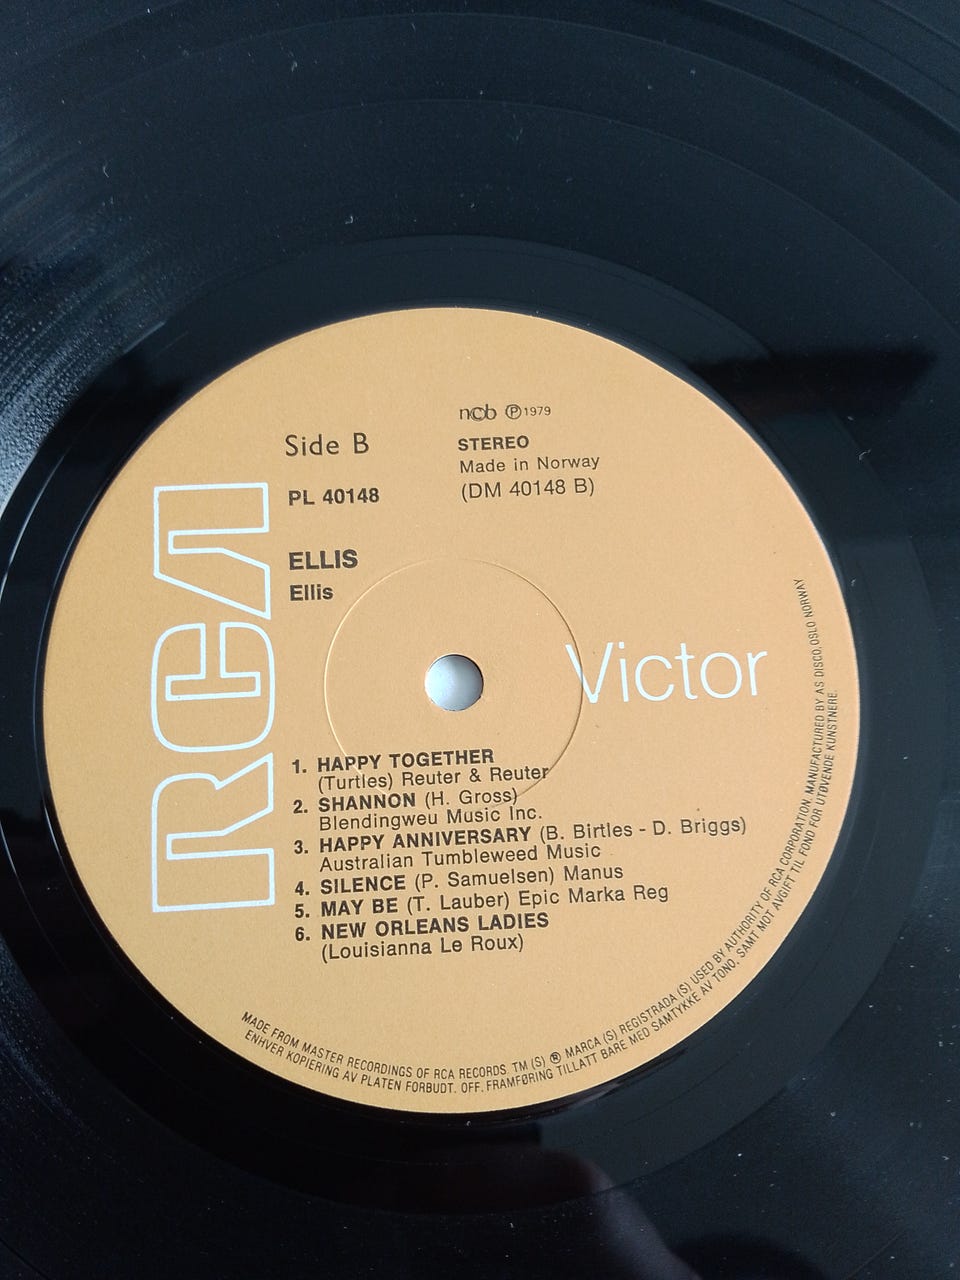 ncb Ⓟ 1979
Side B
STEREO
Made in Norway
PL 40148
(DM 40148 B)
ELLIS
Ellis
RCA
Victor
1. HAPPY TOGETHER
(Turtles) Reuter & Reuter
2. SHANNON (H. Gross)
Blendingweu Music Inc.
3. HAPPY ANNIVERSARY (B. Birtles - D. Briggs)
Australian Tumbleweed Music
4. SILENCE (P. Samuelsen) Manus
5. MAY BE (T. Lauber) Epic Marka Reg
6. NEW ORLEANS LADIES
(Louisianna Le Roux)
MADE FROM MASTER RECORDINGS OF RCA RECORDS. TM (S) ® MARCA (S) REGISTRADA (S) USED BY AUTHORITY OF RCA CORPORATION. MANUFACTURED BY AS DISCO, OSLO NORWAY
ENHVER KOPIERING AV PLATEN FORBUDT. OFF. FRAMFØRING TILLATT BARE MED SAMTYKKE AV TONO, SAMT MOT AVGIFT TIL FOND FOR UTØVENDE KUNSTNERE.